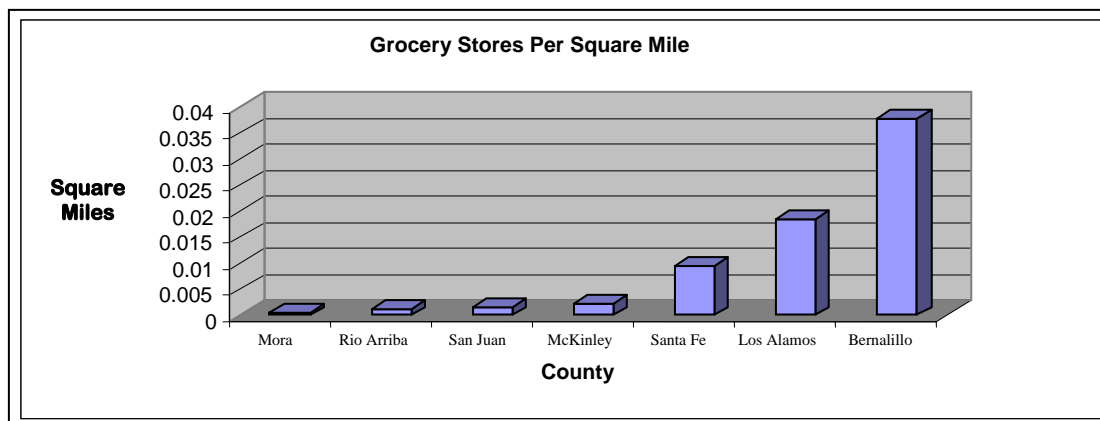 Grocery Stores Per Square Mile
Square
Miles
0.04
0.035
0.03
0.025
0.02
0.015
0.01
0.005
0
Mora Rio Arriba San Juan McKinley Santa Fe Los Alamos Bernalillo
County